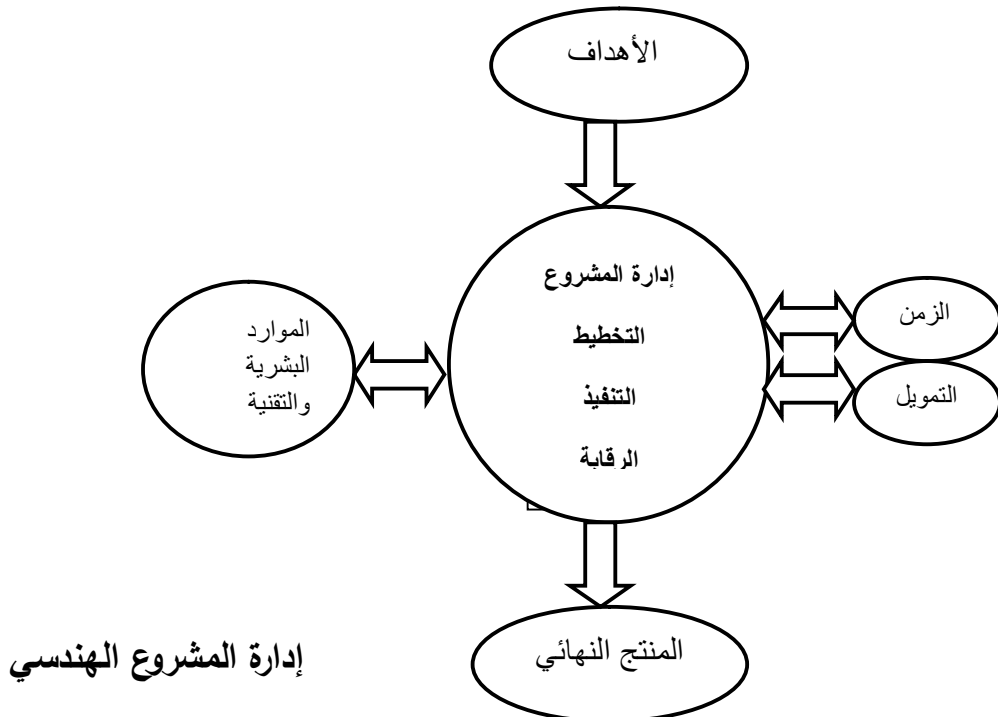 الأهداف
إدارة المشروع
التخطيط
التنفيذ
الرقابة
الزمن
التمويل
الموارد
البشرية
والتقنية
المنتج النهائي
إدارة المشروع الهندسي